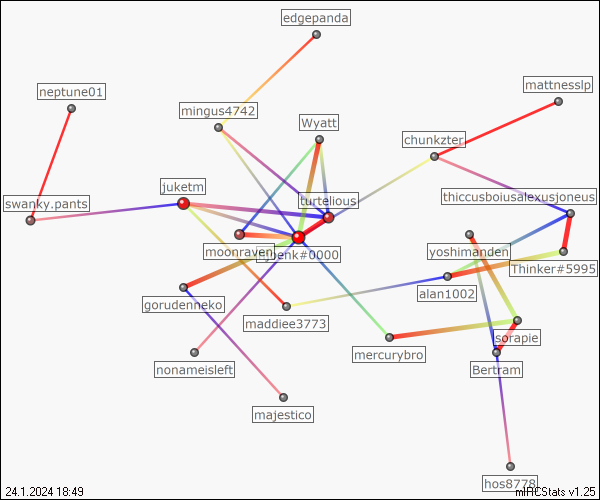 edgepanda
mattnesslp
neptune01
mingus4742
Wyatt
chunkzter
juketm
turtelious
thiccusboiusalexusjoneus
swanky.pants
moonraven
enk#0000
yoshimanden
Thinker#5995
gorudenneko
alan1002
maddiee3773
sorapie
mercurybro
nonameisleft
Bertram
majestico
hos8778
24.1.2024 18:49
mIRCStats v1.25